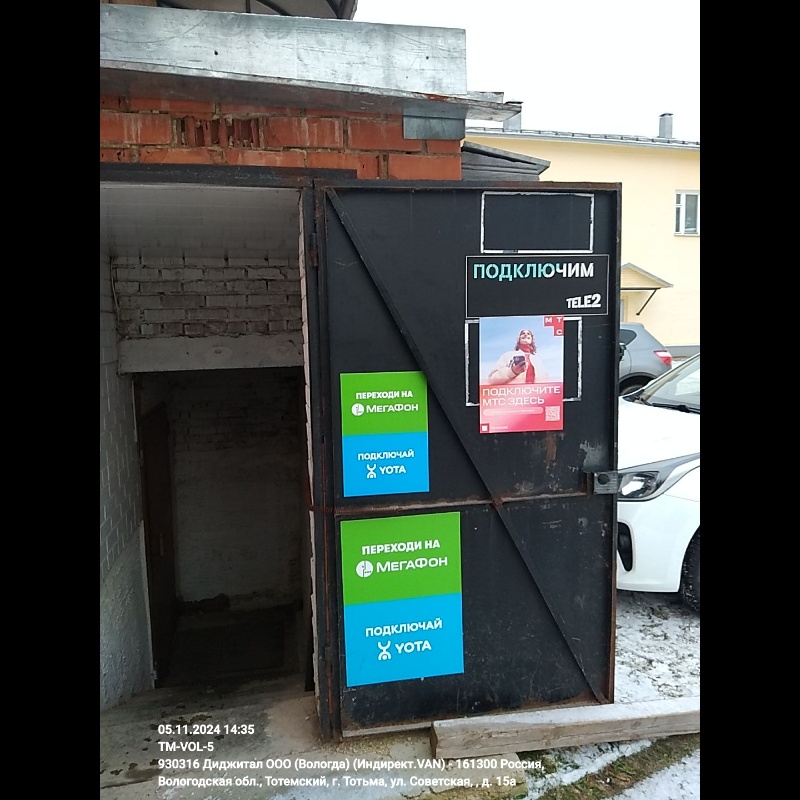 ПОДКЛЮЧИМ
TELE2
МТС
ПОДКЛЮЧИТЕ
МТС ЗДЕСЬ
ПЕРЕХОДИ НА
МЕГАФОН
ПОДКЛЮЧАЙ
YOTA
ПЕРЕХОДИ НА
МЕГАФОН
ПОДКЛЮЧАЙ
YOTA
05.11.2024 14:35
TM-VOL-5
930316 Диджитал ООО (Вологда) (Индирект.VAN) - 161300 Россия,
Вологодская обл., Тотемский, г. Тотьма, ул. Советская, , д. 15а